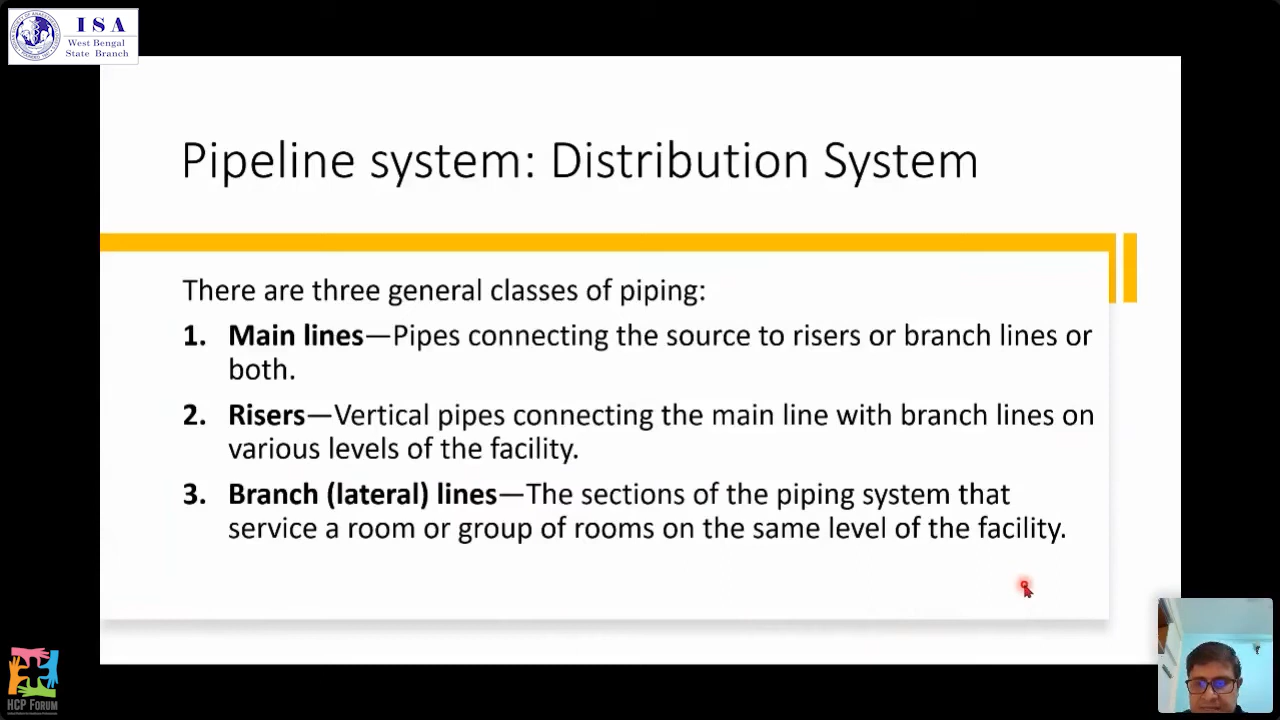 I S A
West Bengal
State Branch
Pipeline system: Distribution System
There are three general classes of piping:
1. Main lines—Pipes connecting the source to risers or branch lines or
both.
2. Risers—Vertical pipes connecting the main line with branch lines on
various levels of the facility.
3. Branch (lateral) lines—The sections of the piping system that
service a room or group of rooms on the same level of the facility.
HCP FORUM